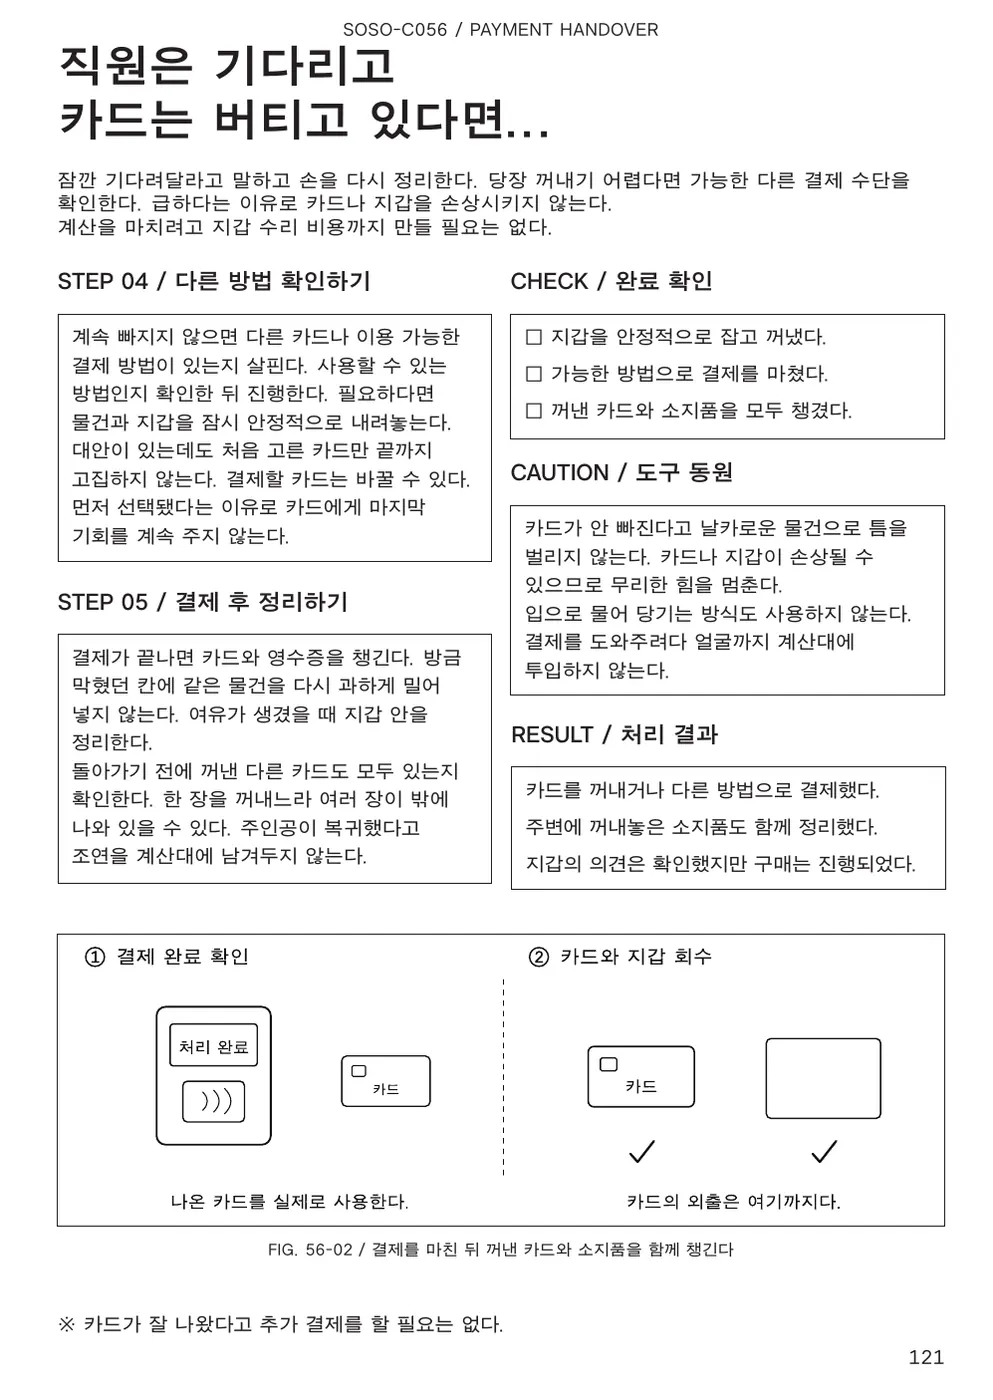 SOSO-C056 / PAYMENT HANDOVER
직원은 기다리고
카드는 버티고 있다면...
잠깐 기다려달라고 말하고 손을 다시 정리한다. 당장 꺼내기 어렵다면 가능한 다른 결제 수단을
확인한다. 급하다는 이유로 카드나 지갑을 손상시키지 않는다.
계산을 마치려고 지갑 수리 비용까지 만들 필요는 없다.
STEP 04 / 다른 방법 확인하기
계속 빠지지 않으면 다른 카드나 이용 가능한
결제 방법이 있는지 살핀다. 사용할 수 있는
방법인지 확인한 뒤 진행한다. 필요하다면
물건과 지갑을 잠시 안정적으로 내려놓는다.
대안이 있는데도 처음 고른 카드만 끝까지
고집하지 않는다. 결제할 카드는 바꿀 수 있다.
먼저 선택됐다는 이유로 카드에게 마지막
기회를 계속 주지 않는다.
STEP 05 / 결제 후 정리하기
결제가 끝나면 카드와 영수증을 챙긴다. 방금
막혔던 칸에 같은 물건을 다시 과하게 밀어
넣지 않는다. 여유가 생겼을 때 지갑 안을
정리한다.
돌아가기 전에 꺼낸 다른 카드도 모두 있는지
확인한다. 한 장을 꺼내느라 여러 장이 밖에
나와 있을 수 있다. 주인공이 복귀했다고
조연을 계산대에 남겨두지 않는다.
CHECK / 완료 확인
□ 지갑을 안정적으로 잡고 꺼냈다.
□ 가능한 방법으로 결제를 마쳤다.
□ 꺼낸 카드와 소지품을 모두 챙겼다.
CAUTION / 도구 동원
카드가 안 빠진다고 날카로운 물건으로 틈을
벌리지 않는다. 카드나 지갑이 손상될 수
있으므로 무리한 힘을 멈춘다.
입으로 물어 당기는 방식도 사용하지 않는다.
결제를 도와주려다 얼굴까지 계산대에
투입하지 않는다.
RESULT / 처리 결과
카드를 꺼내거나 다른 방법으로 결제했다.
주변에 꺼내놓은 소지품도 함께 정리했다.
지갑의 의견은 확인했지만 구매는 진행되었다.
① 결제 완료 확인
처리 완료
카드
나온 카드를 실제로 사용한다.
② 카드와 지갑 회수
카드
카드의 외출은 여기까지다.
FIG. 56-02 / 결제를 마친 뒤 꺼낸 카드와 소지품을 함께 챙긴다
※ 카드가 잘 나왔다고 추가 결제를 할 필요는 없다.
121